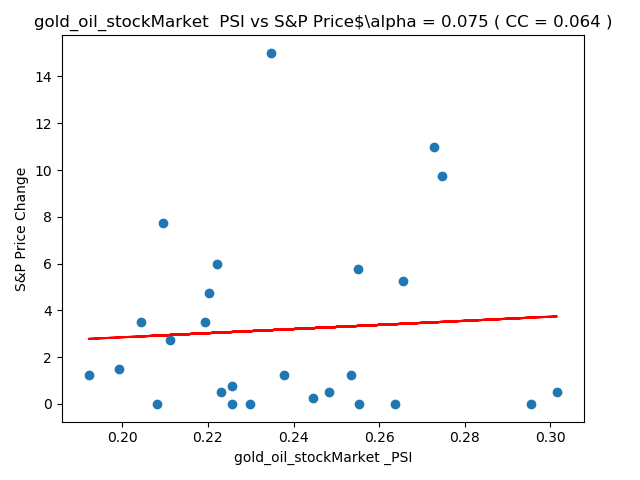 gold_oil_stockMarket  PSI vs S&P Price$\alpha = 0.075 ( CC = 0.064 )
S&P Price Change
14
12
10
8
6
4
2
0
0.20 0.22 0.24 0.26 0.28 0.30
gold_oil_stockMarket _PSI